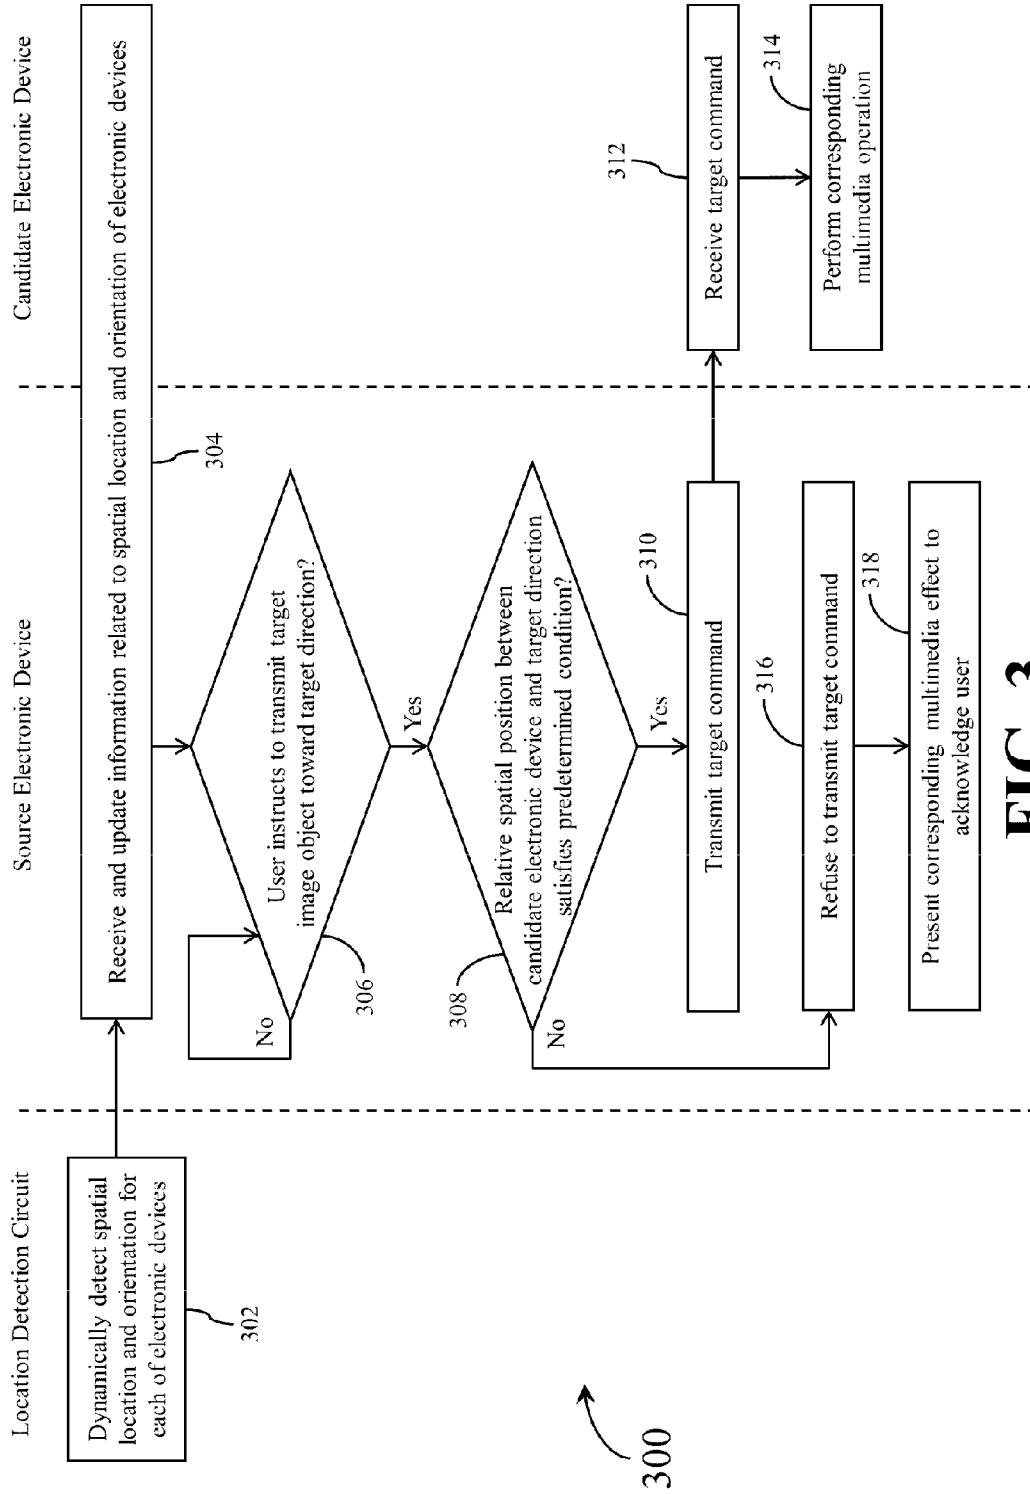 Location Detection Circuit
Source Electronic Device
Candidate Electronic Device
Dynamically detect spatial
location and orientation for
each of electronic devices
302
Receive and update information related to spatial location and orientation of electronic devices
304
User instructs to transmit target
image object toward target direction?
306
No
Yes
Relative spatial position between
candidate electronic device and target direction
satisfies predetermined condition?
308
No
Yes
Transmit target command
310
Receive target command
312
Perform corresponding
multimedia operation
314
Refuse to transmit target command
316
Present corresponding multimedia effect to
acknowledge user
318
300
FIG. 3